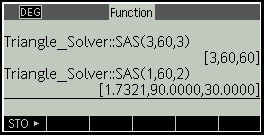 DEG Function
Triangle_Solver::SAS(3,60,3)
[3,60,60]
Triangle_Solver::SAS(1,60,2)
[1.7321,90.0000,30.0000]
STO ►